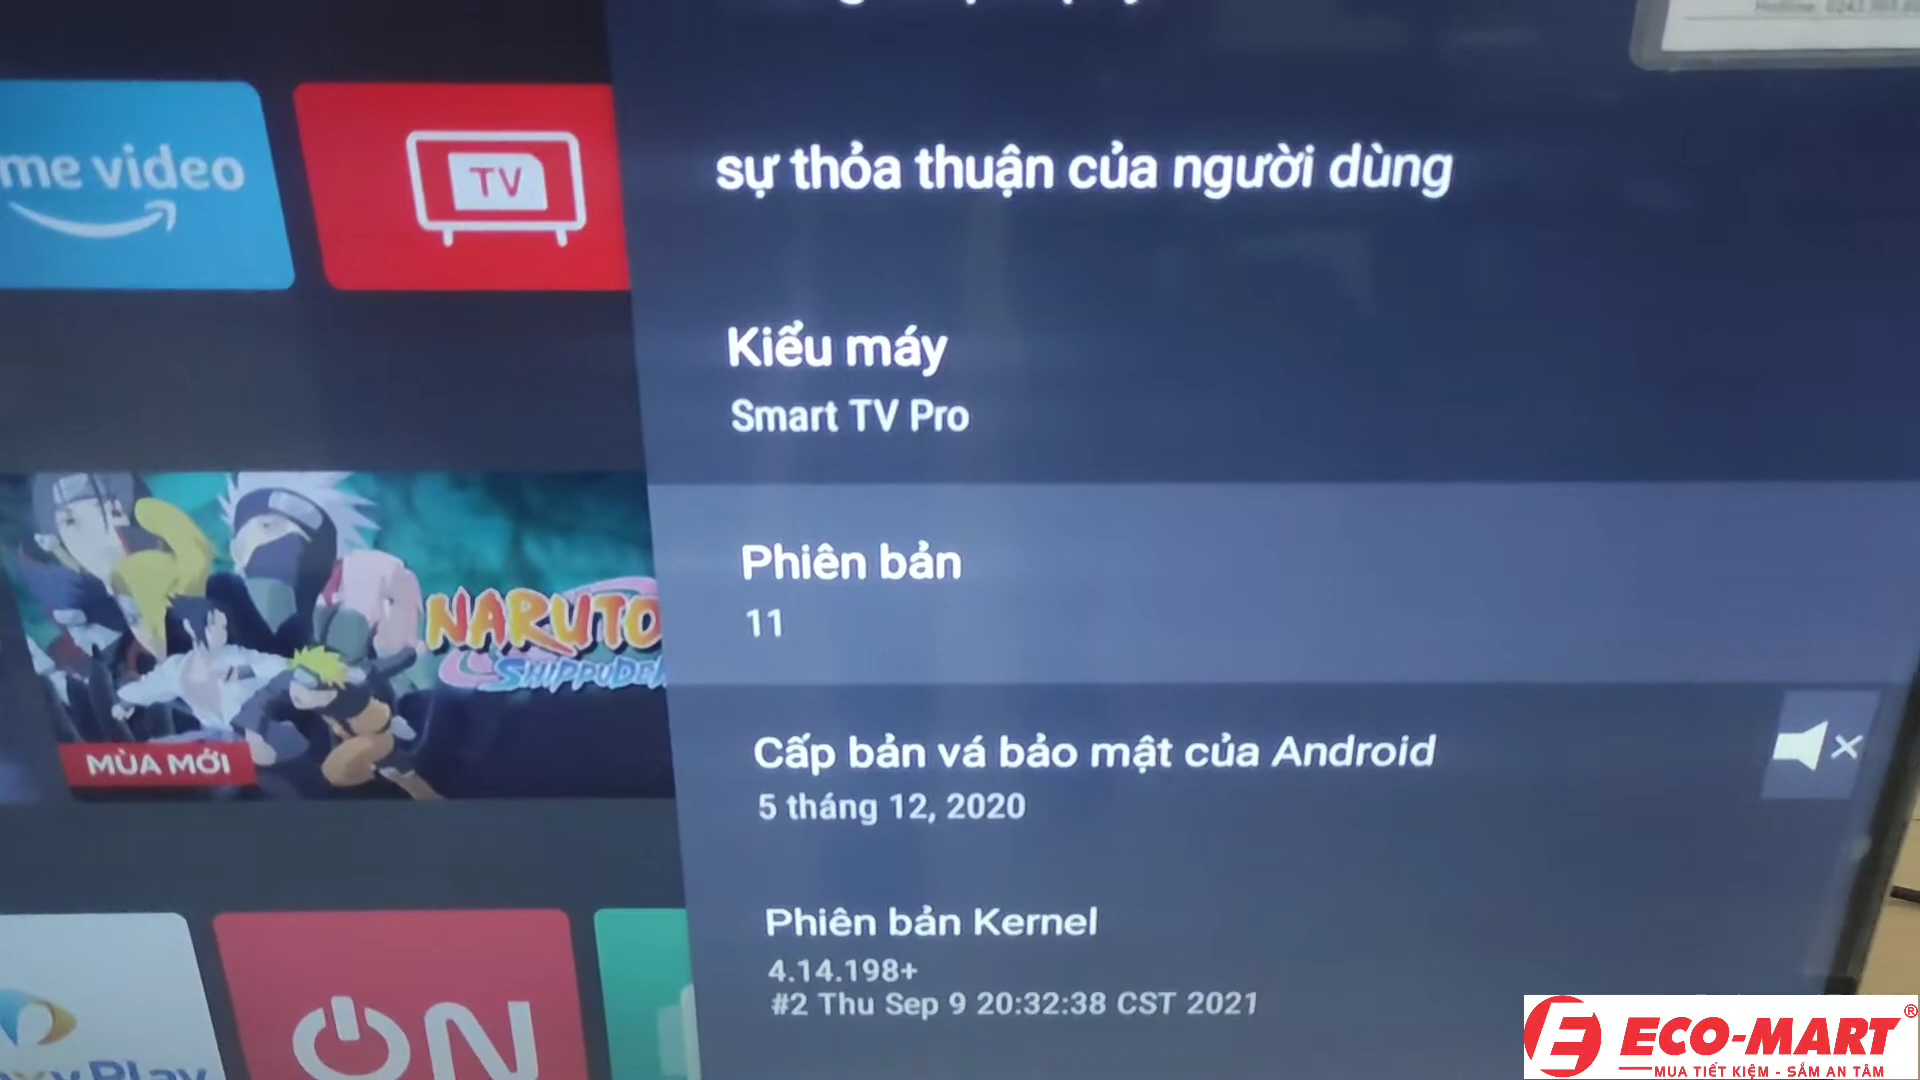 me video
TV
sự thỏa thuận của người dùng
Kiểu máy
Smart TV Pro
NARUTO
SHIPPUDEN
MÙA MỚI
Phiên bản
11
Cấp bản vá bảo mật của Android
5 tháng 12, 2020
Phiên bản Kernel
4.14.198+
#2 Thu Sep 9 20:32:38 CST 2021
ON
xy Play
ECO-MART®
MUA TIẾT KIỆM - SẮM AN TÂM